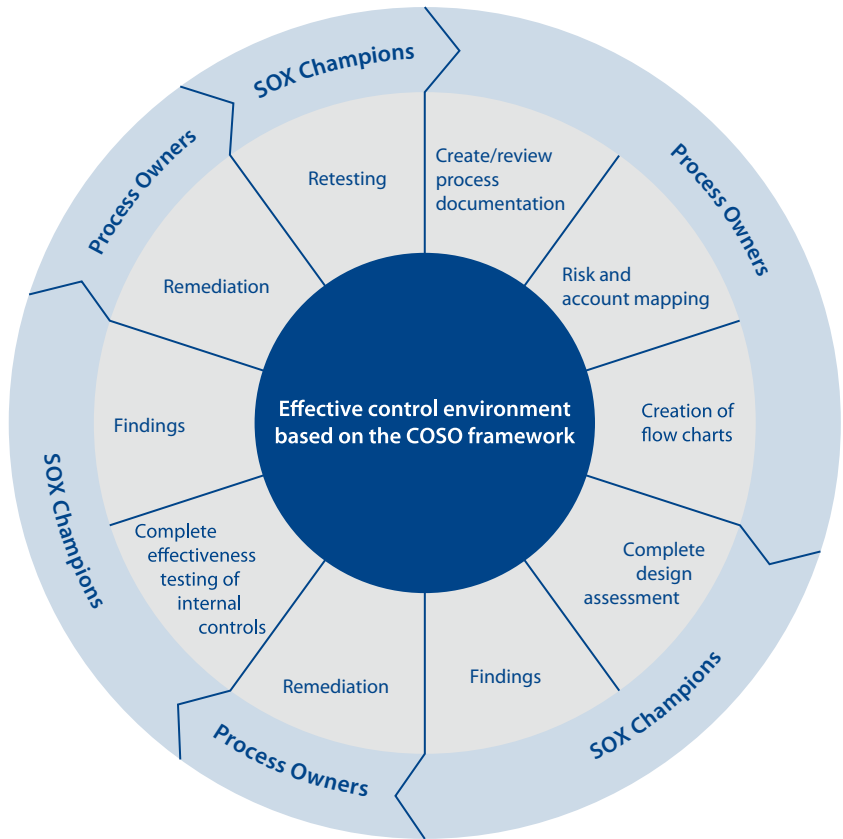 SOX Champions
Process Owners
SOX Champions
Process Owners
SOX Champions
Process Owners
Create/review
process
documentation
Risk and
account mapping
Creation of
flow charts
Complete
design
assessment
Findings
Remediation
Complete
effectiveness
testing of
internal
controls
Findings
Remediation
Retesting
Effective control environment
based on the COSO framework